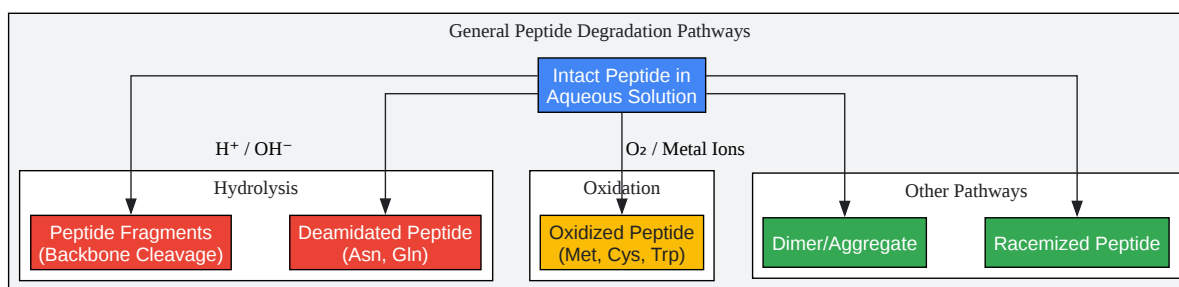 General Peptide Degradation Pathways
Intact Peptide in
Aqueous Solution
H⁺ / OH⁻
O₂ / Metal Ions
Hydrolysis
Oxidation
Other Pathways
Peptide Fragments
(Backbone Cleavage)
Deamidated Peptide
(Asn, Gln)
Oxidized Peptide
(Met, Cys, Trp)
Dimer/Aggregate
Racemized Peptide